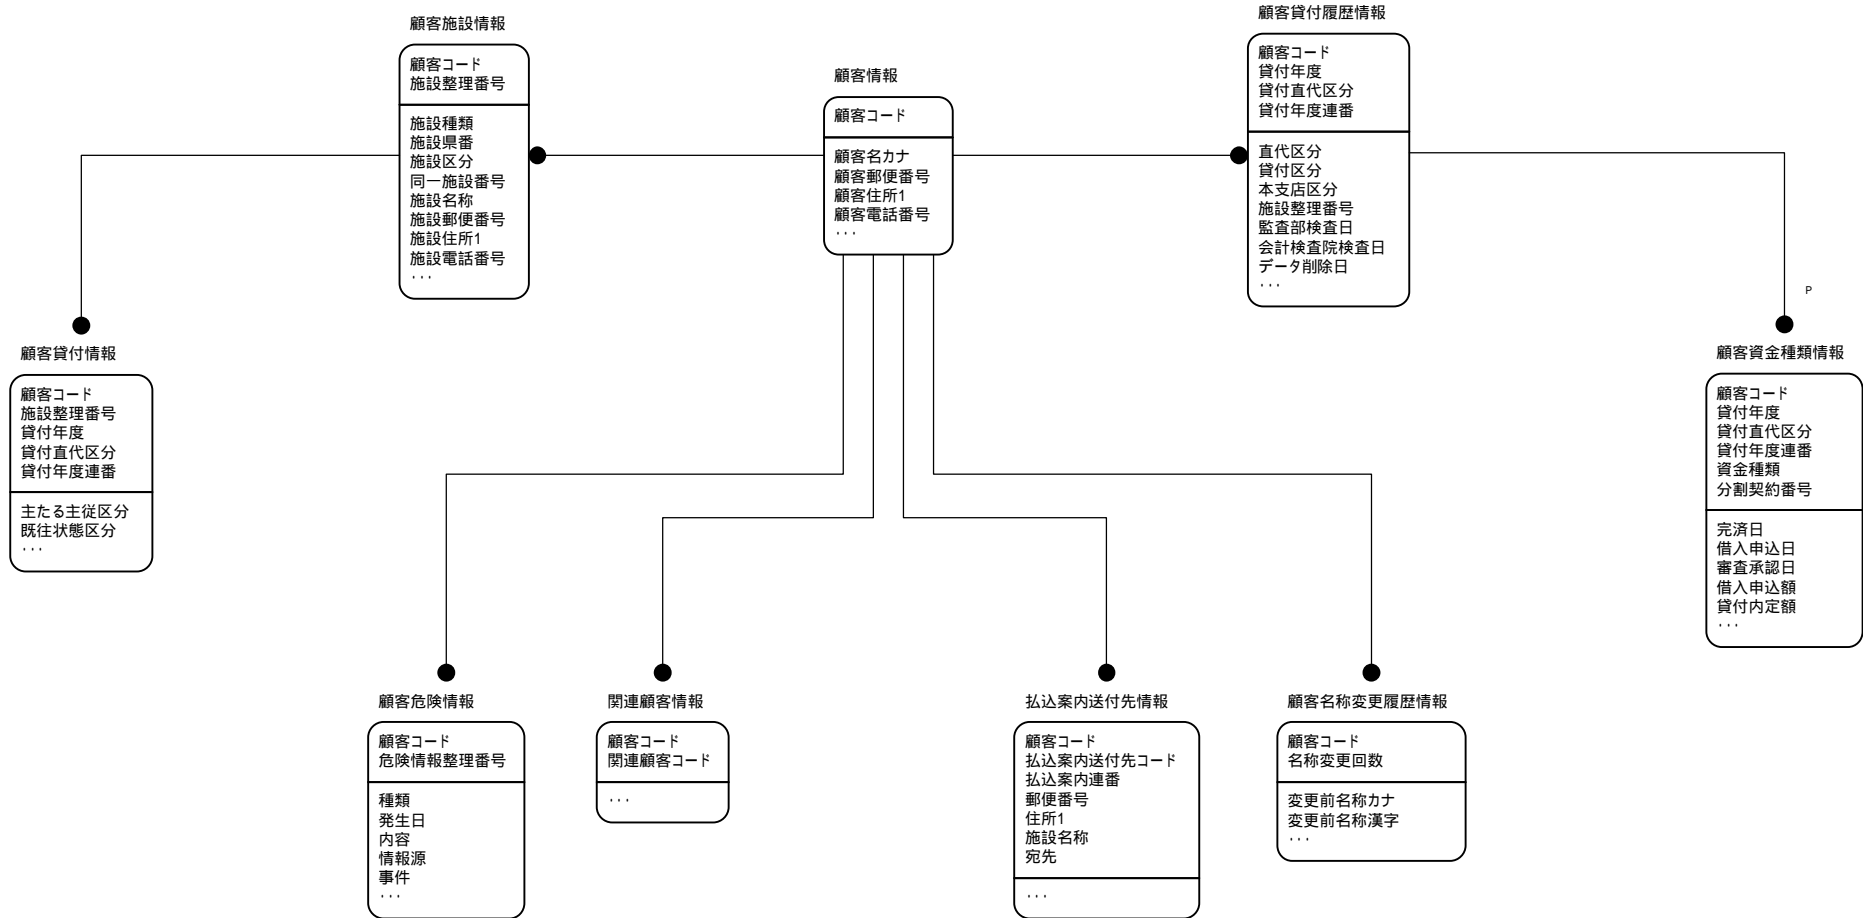 顧客施設情報
顧客コード
施設整理番号
施設種類
施設県番
施設区分
同一施設番号
施設名称
施設郵便番号
施設住所1
施設電話番号
･･･
顧客情報
顧客コード
顧客名カナ
顧客郵便番号
顧客住所1
顧客電話番号
･･･
顧客貸付履歴情報
顧客コード
貸付年度
貸付直代区分
貸付年度連番
直代区分
貸付区分
本支店区分
施設整理番号
監査部検査日
会計検査院検査日
データ削除日
･･･
P
顧客貸付情報
顧客コード
施設整理番号
貸付年度
貸付直代区分
貸付年度連番
主たる主従区分
既往状態区分
･･･
顧客資金種類情報
顧客コード
貸付年度
貸付直代区分
貸付年度連番
資金種類
分割契約番号
完済日
借入申込日
審査承認日
借入申込額
貸付内定額
･･･
顧客危険情報
顧客コード
危険情報整理番号
種類
発生日
内容
情報源
事件
･･･
関連顧客情報
顧客コード
関連顧客コード
･･･
払込案内送付先情報
顧客コード
払込案内送付先コード
払込案内連番
郵便番号
住所1
施設名称
宛先
･･･
顧客名称変更履歴情報
顧客コード
名称変更回数
変更前名称カナ
変更前名称漢字
･･･